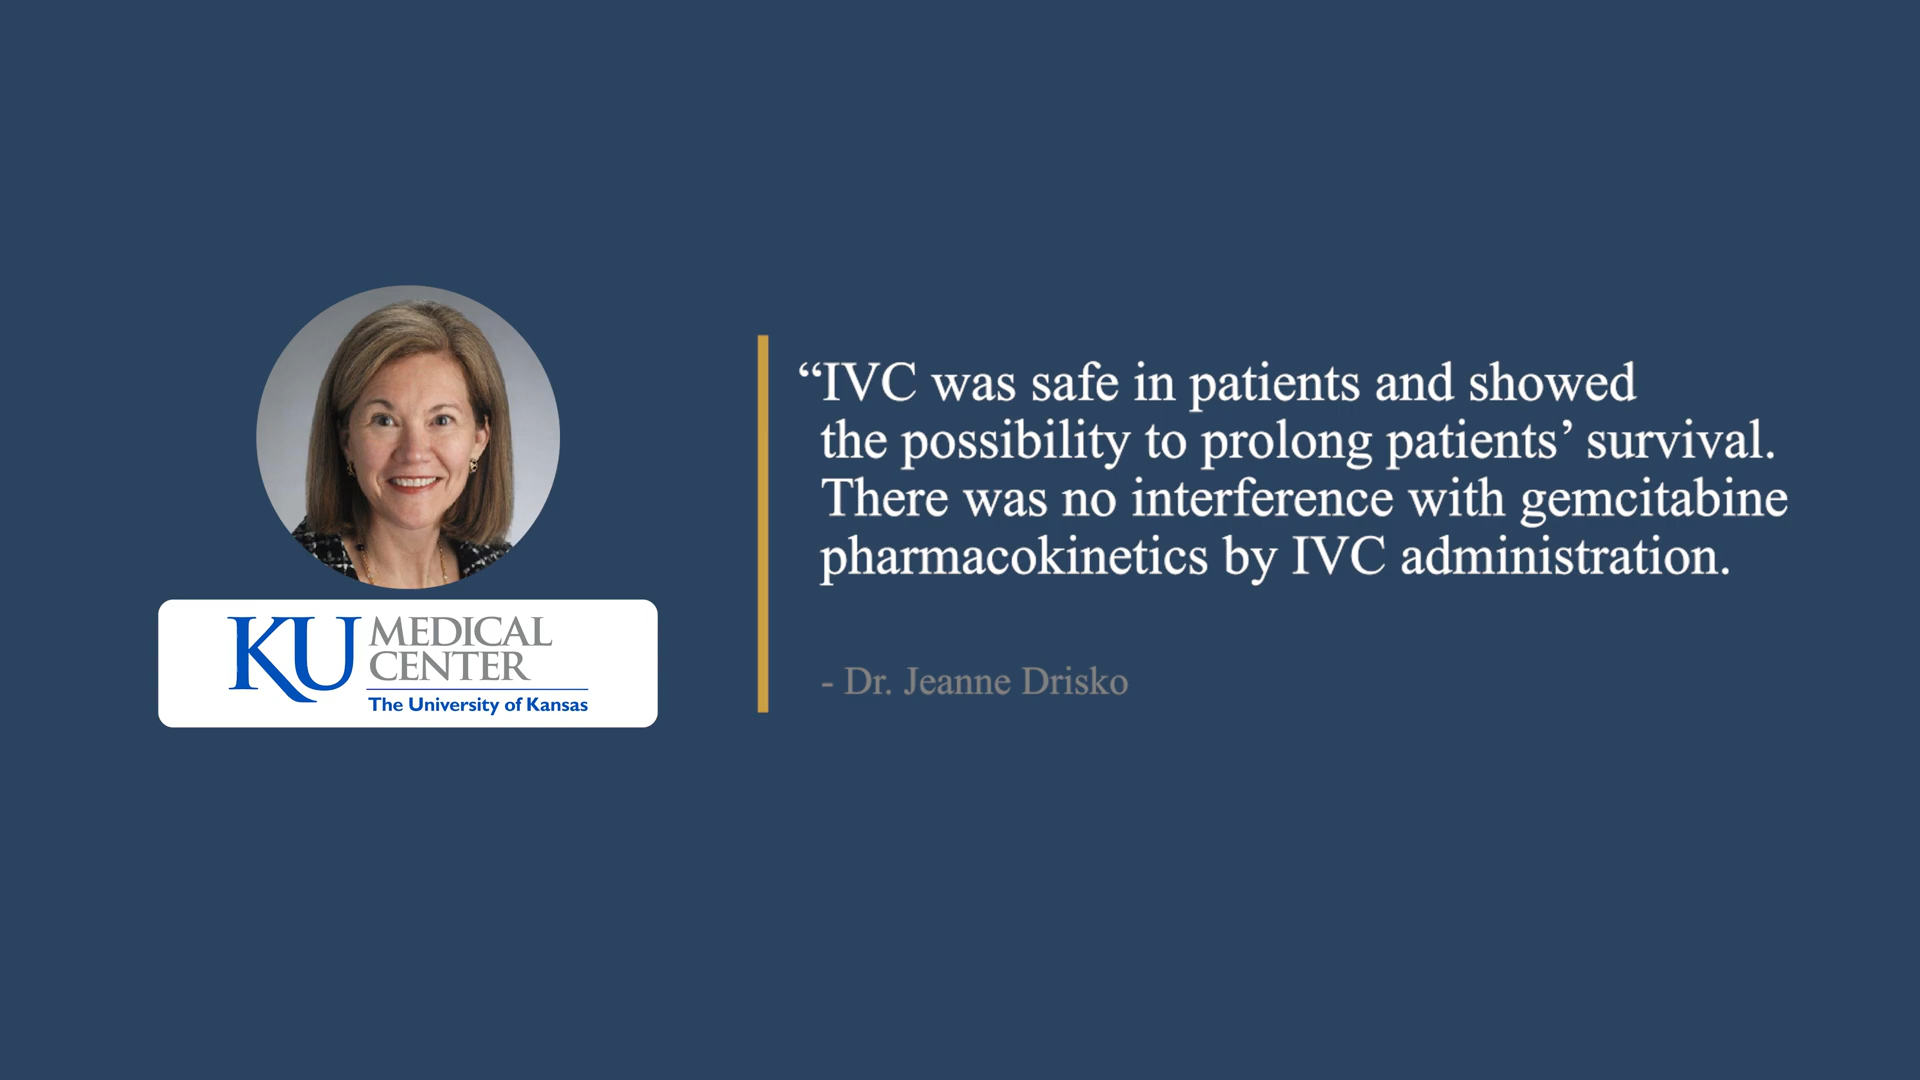 KU MEDICAL
CENTER
The University of Kansas
“IVC was safe in patients and showed
the possibility to prolong patients’ survival.
There was no interference with gemcitabine
pharmacokinetics by IVC administration.
- Dr. Jeanne Drisko